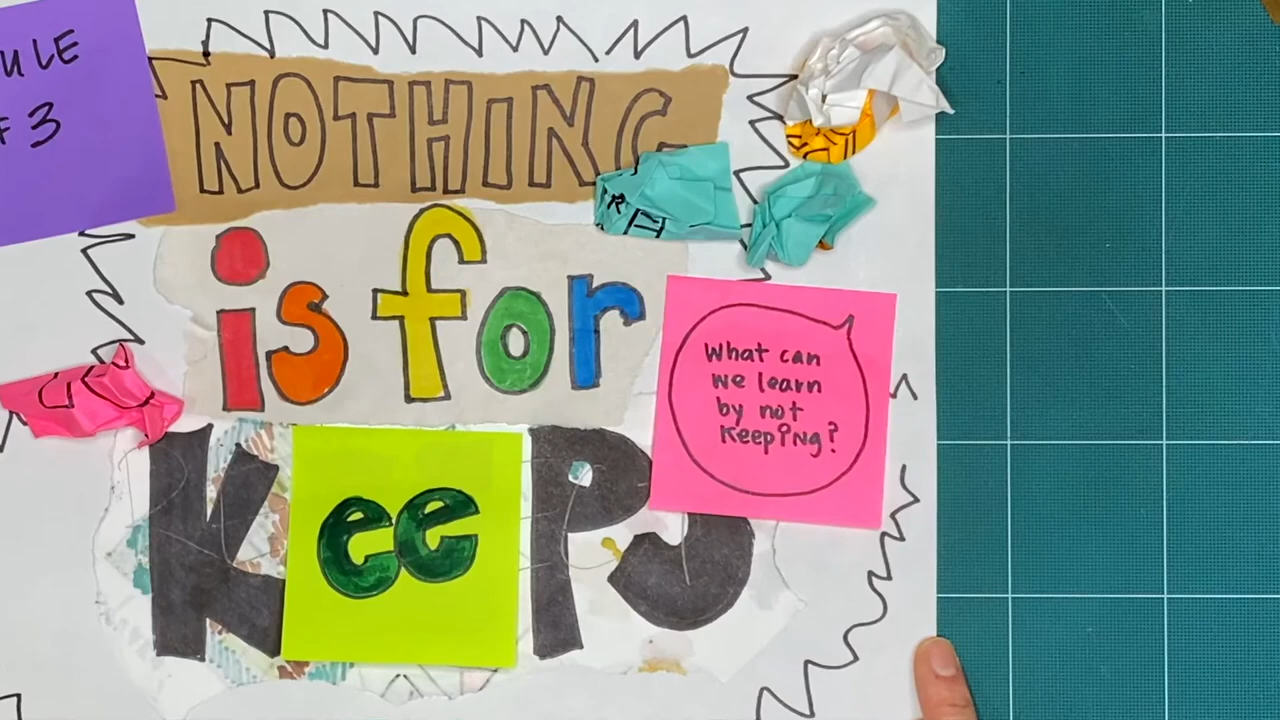 ULE
F 3
NOTHING
is for
KeePS
What can
we learn
by not
Keeping?